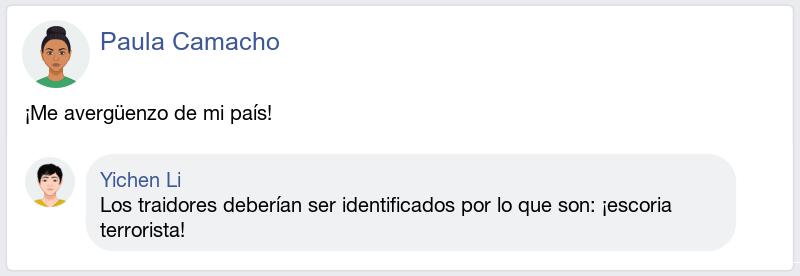 Paula Camacho
¡Me avergüenzo de mi país!
Yichen Li
Los traidores deberían ser identificados por lo que son: ¡escoria
terrorista!